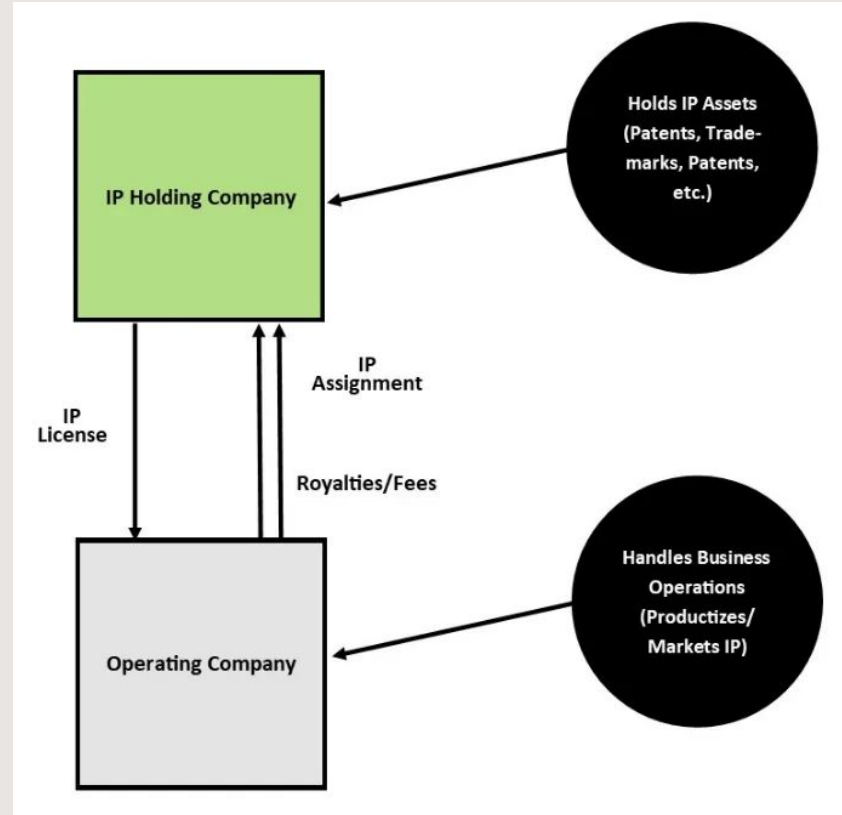 Holds IP Assets
(Patents, Trade-
marks, Patents,
etc.)
IP Holding Company
IP
Assignment
IP
License
Royalties/Fees
Handles Business
Operations
(Productizes/
Markets IP)
Operating Company